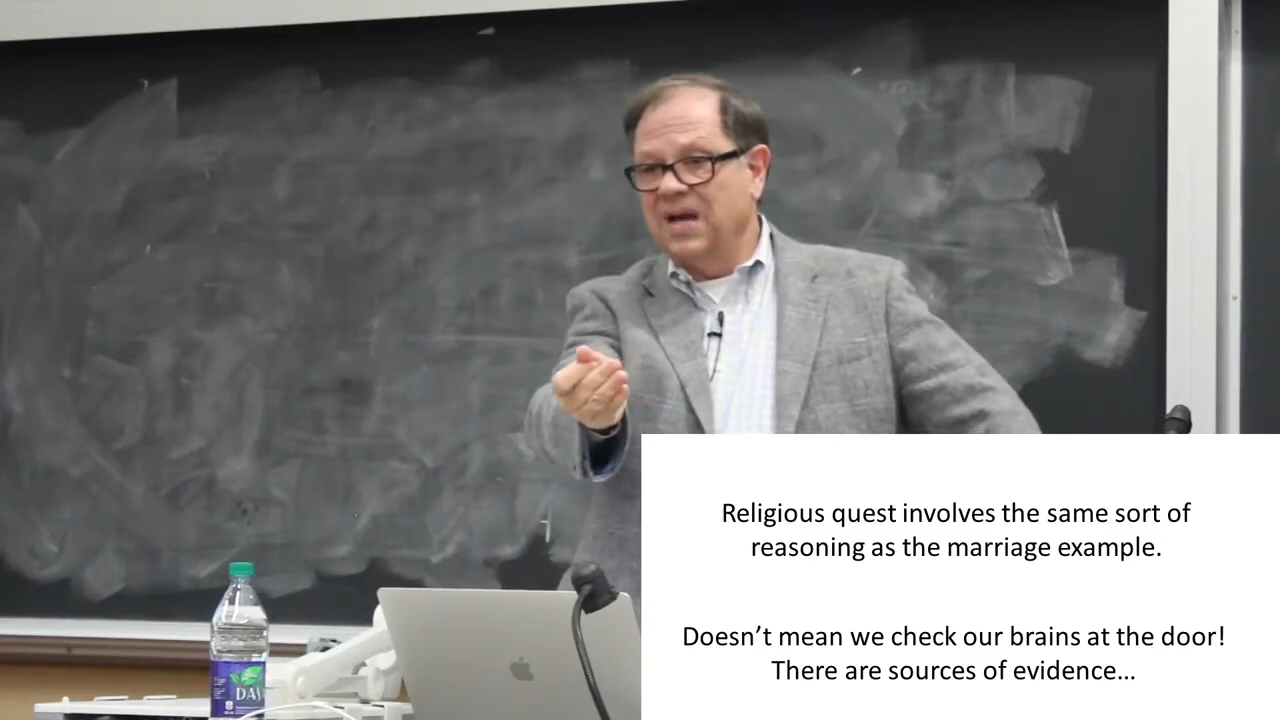 Religious quest involves the same sort of
reasoning as the marriage example.
Doesn’t mean we check our brains at the door!
There are sources of evidence…